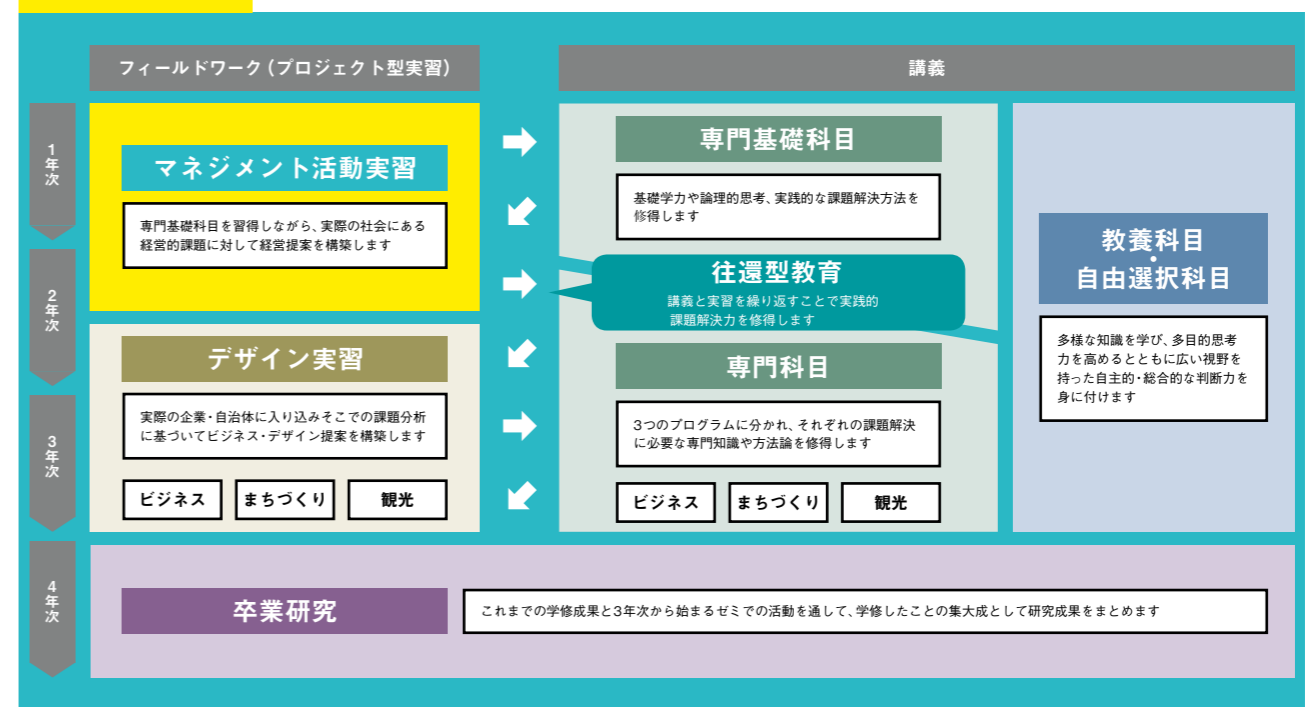 フィールドワーク(プロジェクト型実習)
講義
1年次
マネジメント活動実習
専門基礎科目を習得しながら、実際の社会にある
経営的課題に対して経営提案を構築します
専門基礎科目
基礎学力や論理的思考、実践的な課題解決方法を
修得します
往還型教育
講義と実習を繰り返すことで実践的
課題解決力を修得します
教養科目
・
自由選択科目
多様な知識を学び、多目的思考
力を高めるとともに広い視野を
持った自主的・総合的な判断力を
身に付けます
2年次
デザイン実習
実際の企業・自治体に入り込みそこでの課題分析
に基づいてビジネス・デザイン提案を構築します
ビジネス
まちづくり
観光
専門科目
3つのプログラムに分かれ、それぞれの課題解決
に必要な専門知識や方法論を修得します
ビジネス
まちづくり
観光
3年次
4年次
卒業研究
これまでの学修成果と3年次から始まるゼミでの活動を通して、学修したことの集大成として研究成果をまとめます